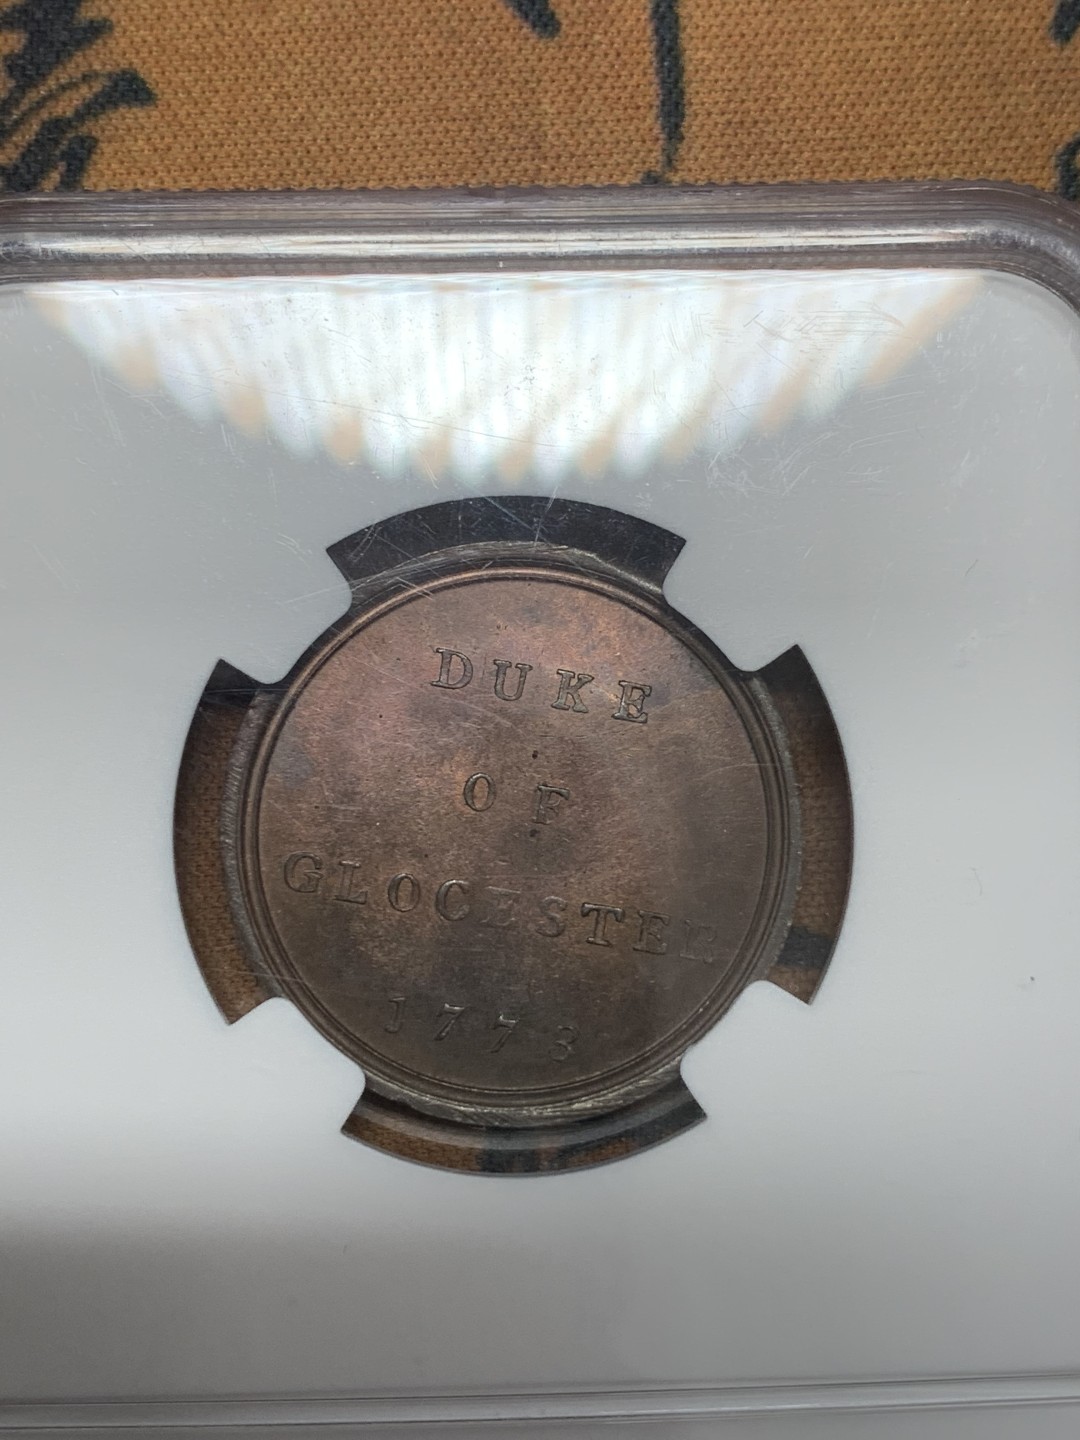 DUKE
OF
GLOCESTER
1773